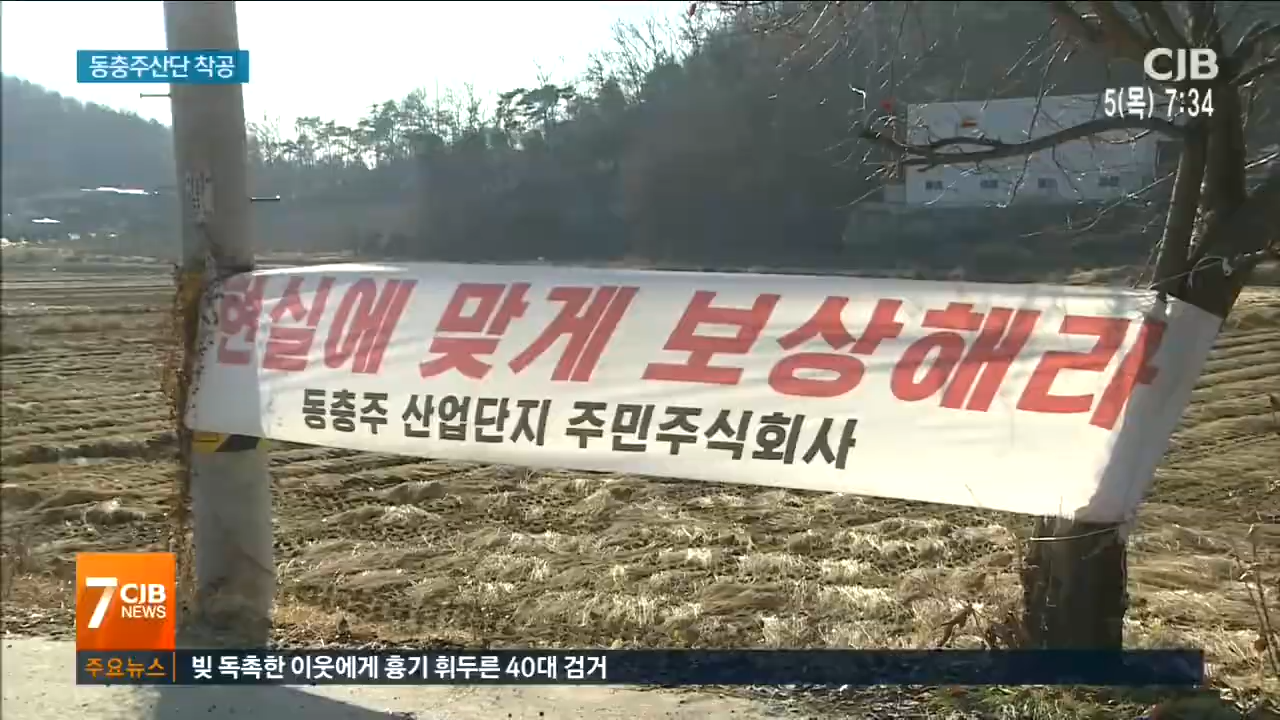 동충주산단 착공
CJB
5(목) 7:34
현실에 맞게 보상해라
동충주 산업단지 주민주식회사
7 CJB
NEWS
주요뉴스 빚 독촉한 이웃에게 흉기 휘두른 40대 검거